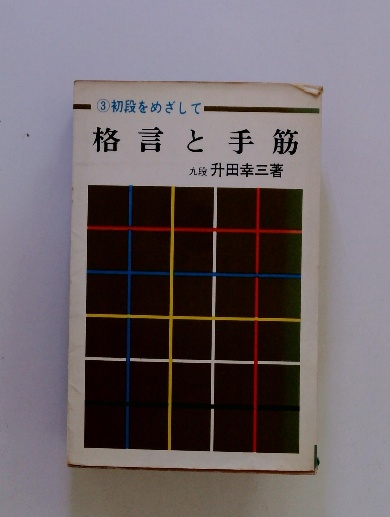 ③初段をめざして
格言と手筋
九段 升田幸三著